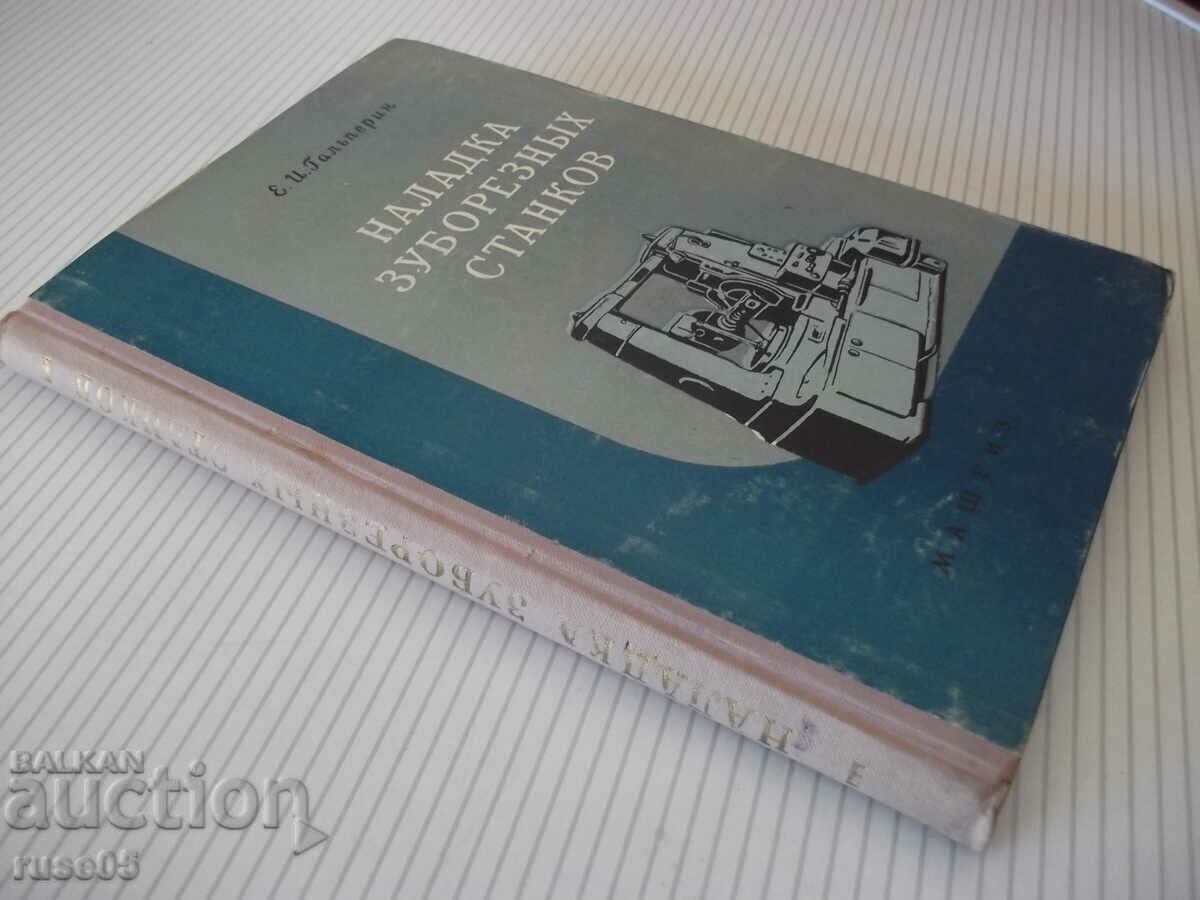 Е. И. Гальперин
НАЛАДКА
ЗУБОРЕЗНЫХ
СТАНКОВ
МАШГИЗ
НАЛАДКА ЗУБОРЕЗНЫХ СТАНКОВ
BALKAN
auction
ruse05